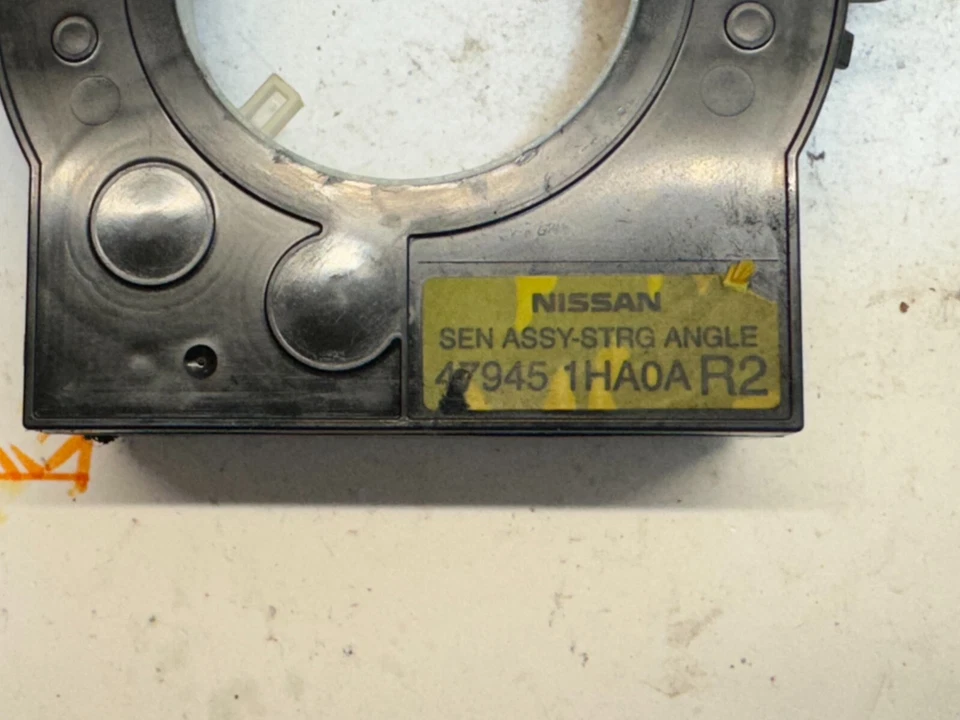 NISSAN
SEN ASSY-STRG ANGLE
47945 1HA0A R2